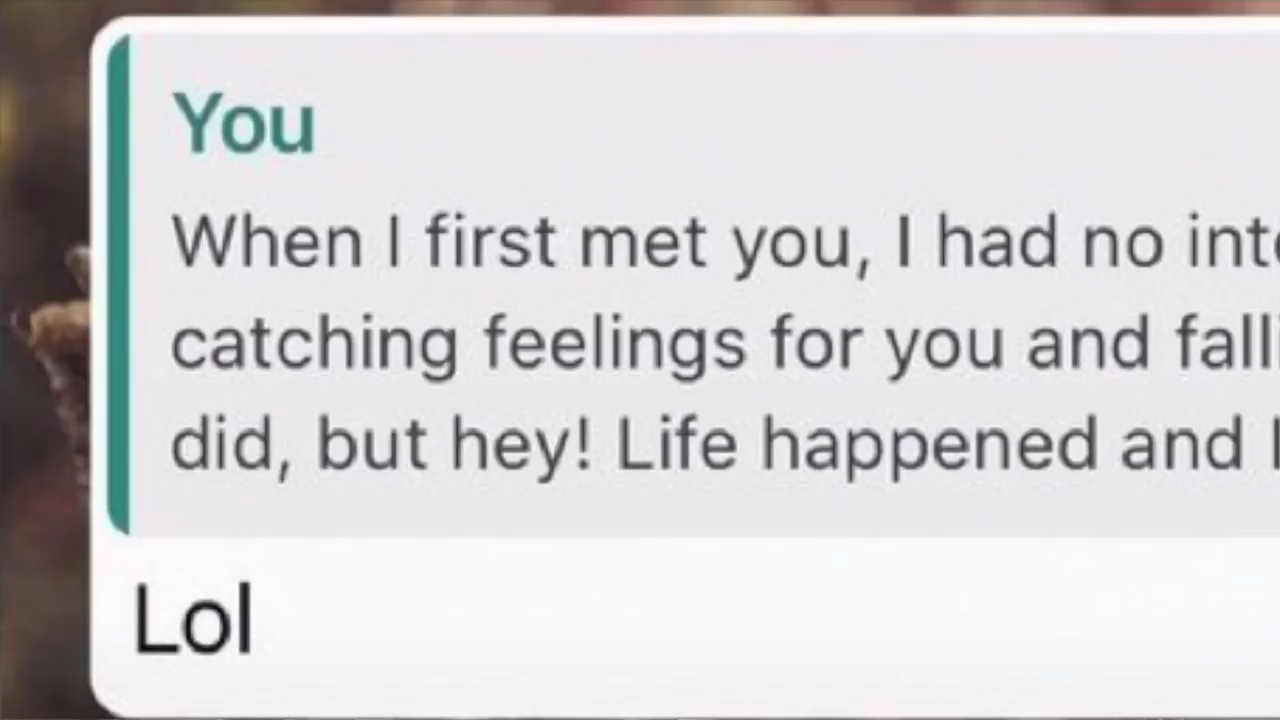 You
When I first met you, I had no
catching feelings for you and
did, but hey! Life happened and
Lol